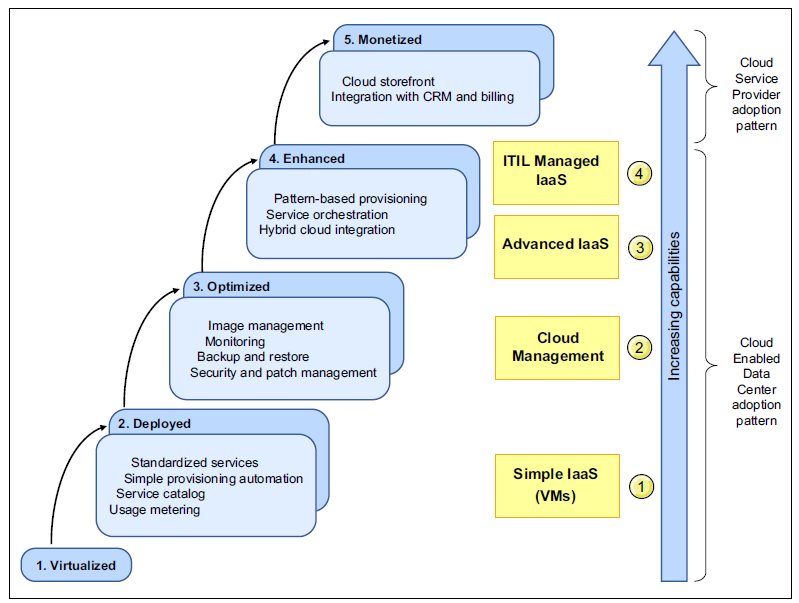 5. Monetized
Cloud storefront
Integration with CRM and billing
4. Enhanced
Pattern-based provisioning
Service orchestration
Hybrid cloud integration
3. Optimized
Image management
Monitoring
Backup and restore
Security and patch management
2. Deployed
Standardized services
Simple provisioning automation
Service catalog
Usage metering
1. Virtualized
ITIL Managed
IaaS
4
Advanced IaaS
3
Cloud
Management
2
Simple IaaS
(VMs)
1
Increasing capabilities
Cloud
Service
Provider
adoption
pattern
Cloud
Enabled
Data
Center
adoption
pattern